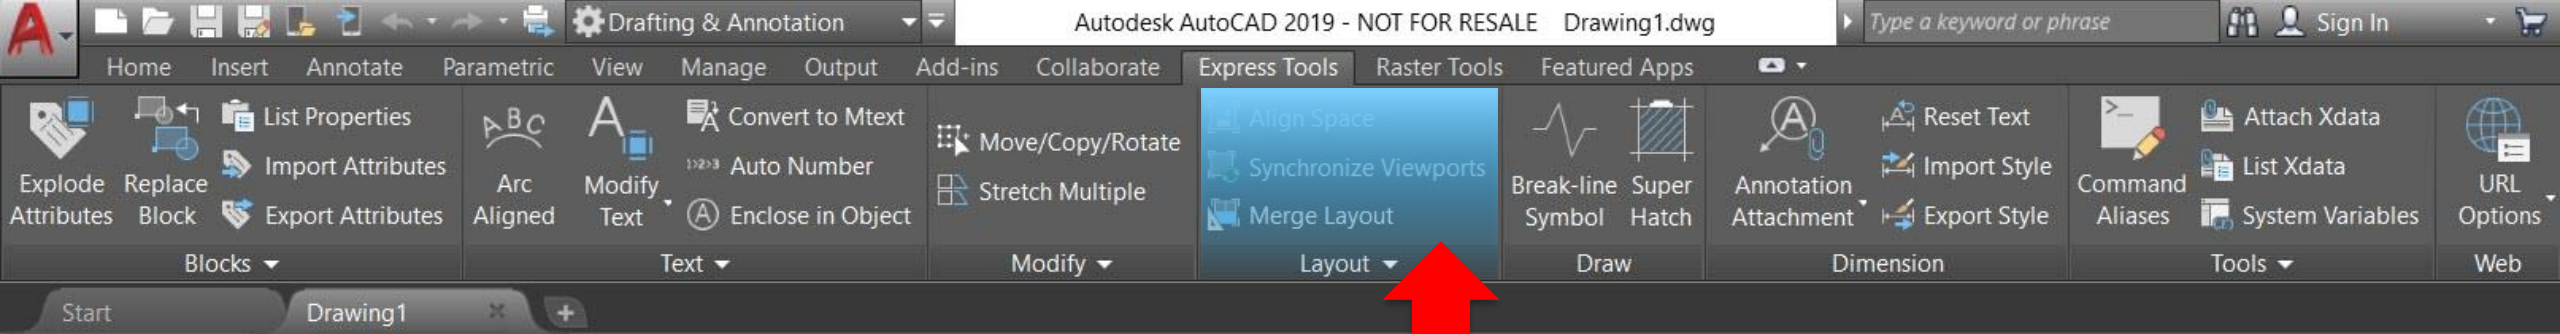 Drafting & Annotation
Autodesk AutoCAD 2019 - NOT FOR RESALE Drawing1.dwg
Type a keyword or phrase
Sign In
Home Insert Annotate Parametric View Manage Output Add-ins Collaborate Express Tools Raster Tools Featured Apps
Explode
Attributes
Replace
Block
List Properties
Import Attributes
Export Attributes
Blocks
ABC
Arc
Aligned
A
Modify
Text
Convert to Mtext
1>2>3 Auto Number
A Enclose in Object
Text
Move/Copy/Rotate
Stretch Multiple
Modify
Align Space
Synchronize Viewports
Merge Layout
Layout
Break-line
Symbol
Super
Hatch
Draw
A
Annotation
Attachment
A Reset Text
Import Style
Export Style
Dimension
>_
Command
Aliases
Attach Xdata
List Xdata
System Variables
Tools
URL
Options
Web
Start
Drawing1